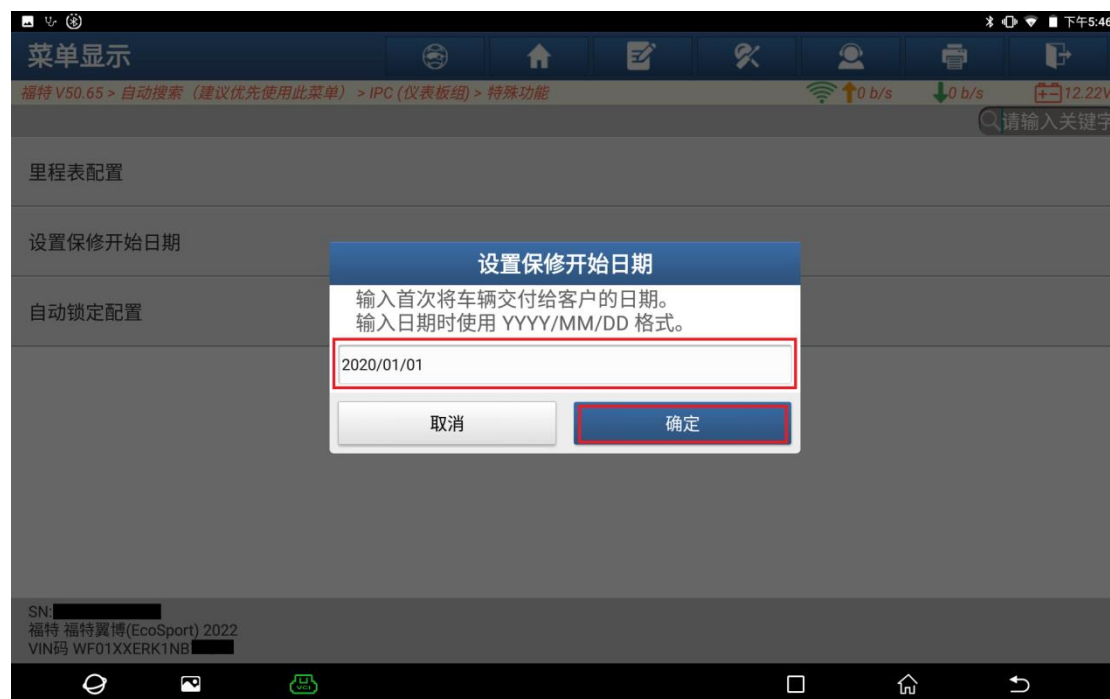 下午5:46
菜单显示
福特 V50.65 > 自动搜索（建议优先使用此菜单）> IPC (仪表板组) > 特殊功能
0 b/s
0 b/s
12.22V
请输入关键字
里程表配置
设置保修开始日期
自动锁定配置
设置保修开始日期
输入首次将车辆交付给客户的日期。
输入日期时使用 YYYY/MM/DD 格式。
2020/01/01
取消
确定
SN:
福特 福特翼博(EcoSport) 2022
VIN码 WF01XXERK1NB
VCI